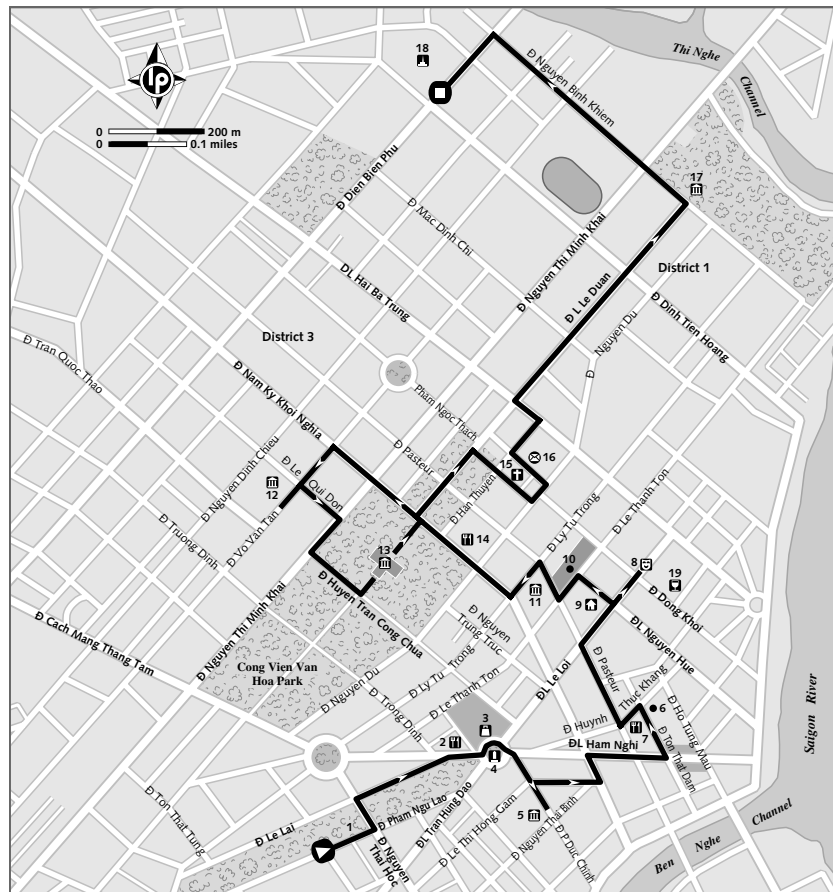 18
lp
Thi Nghe
Channel
0 200 m
0 0.1 miles
Đ Nguyen Binh Khiem
17
Đ Dien Bien Phu
Đ Mac Dinh Chi
Đ Nguyen Thi Minh Khai
District 1
DL Hai Ba Trung
Đ L Le Duan
Đ Dinh Tien Hoang
Đ Nguyen Du
District 3
Đ Tran Quoc Thao
Đ Nam Ky Khoi Nghia
Pham Ngoc Thach
Đ Pasteur
Đ Nguyen Dinh Chieu
Đ Le
Qui Don
15
16
12
Đ Han Thuyen
Đ Ly Tu Trong
Đ Le Thanh Ton
Đ Truong Dinh
Đ Vo Van Tan
14
13
10
8
19
11
9
Đ Dong Khoi
Đ Huyen Tran Cong Chua
Đ Nguyen Thi Minh Khai
Đ Cach Mang Thang Tam
Đ Nguyen
Trung Truc
ĐL Nguyen Hue
Cong Vien Van
Hoa Park
Đ Nguyen Du
Đ Ly Tu Trong
Đ Le Thanh Ton
Đ Trong Dinh
ĐL Le Loi
Đ Pasteur
Thuc Khang
Đ Huynh
6
Đ Ho Tung Mau
Saigon River
3
2
4
7
ĐL Ham Nghi
Đ Ton That Dam
Đ Ton That Tung
Đ Le Lai
1
Đ Pham Ngu Lao
ĐL Tran Hung Dao
Đ Nguyen
Thai Hoc
Đ Le Thi Hong Gam
5
Đ Nguyen Thai Binh
Đ P Duc Chinh
Ben Nghe Channel